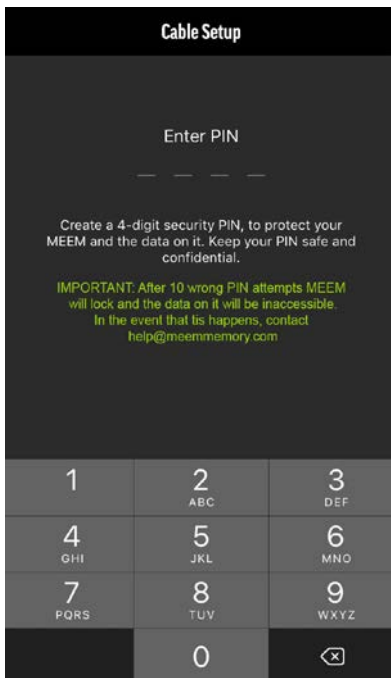 Cable Setup
Enter PIN
Create a 4-digit security PIN, to protect your
MEEM and the data on it. Keep your PIN safe and
confidential.
IMPORTANT: After 10 wrong PIN attempts MEEM
will lock and the data on it will be inaccessible.
In the event that tis happens, contact
help@meemmemory.com
1 2 3
ABC DEF
4 5 6
GHI JKL MNO
7 8 9
PQRS TUV WXYZ
0